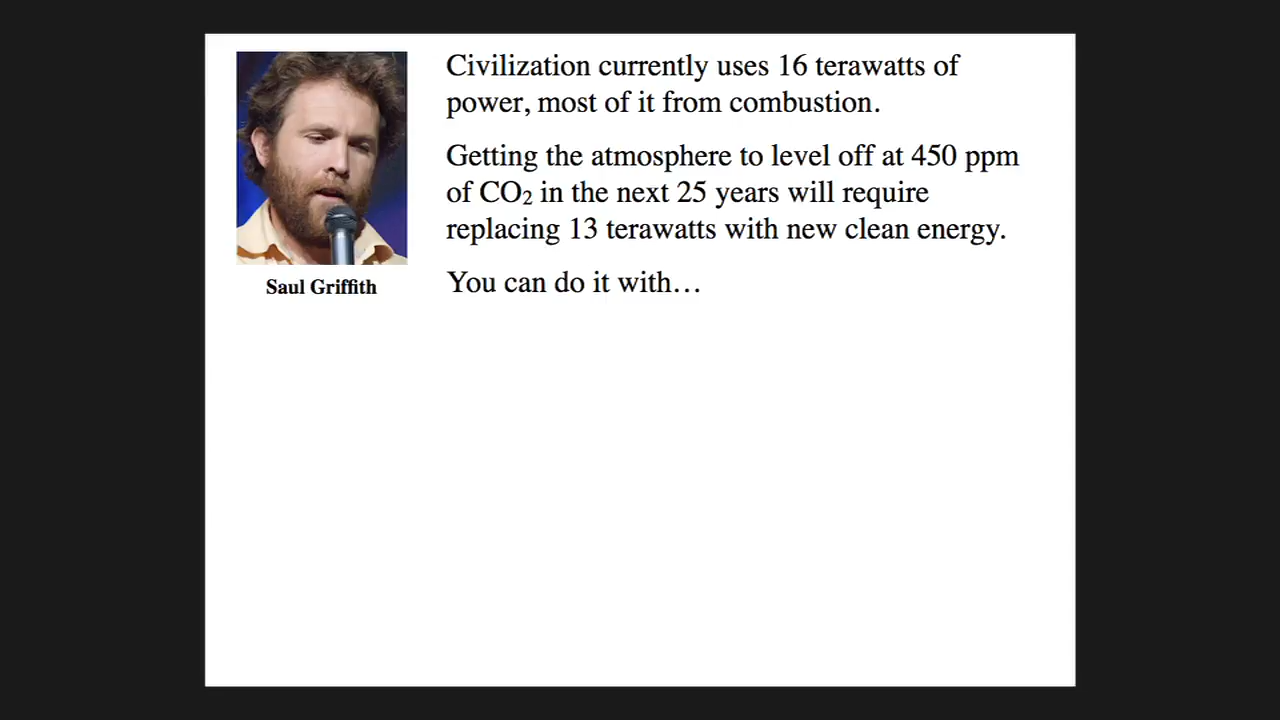 Civilization currently uses 16 terawatts of
power, most of it from combustion.
Getting the atmosphere to level off at 450 ppm
of CO₂ in the next 25 years will require
replacing 13 terawatts with new clean energy.
You can do it with…
Saul Griffith